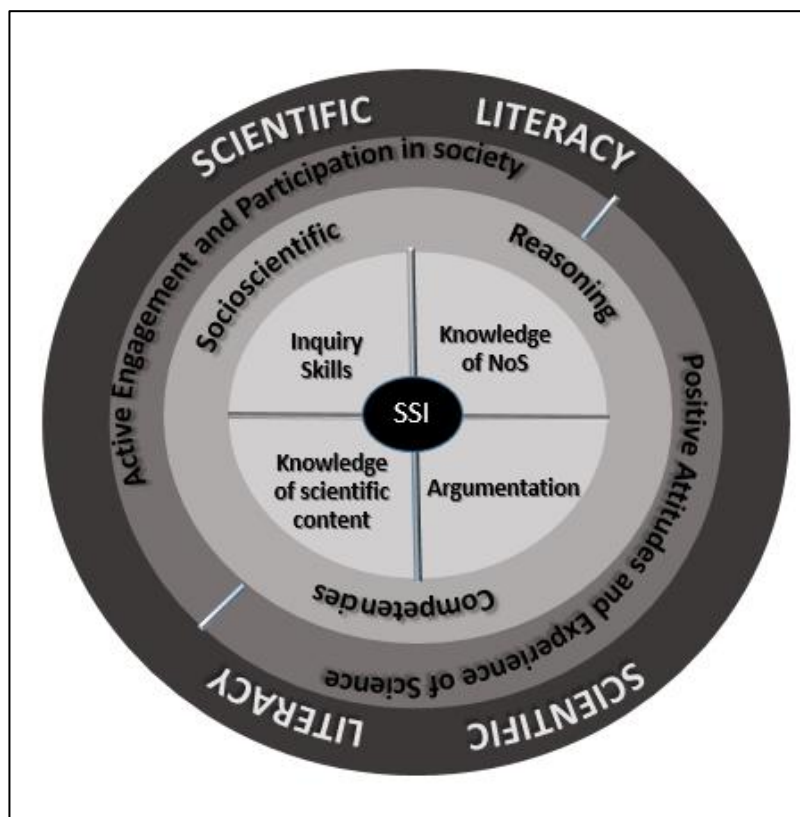 SCIENTIFIC LITERACY
Active Engagement and Participation in society
Socioscientific Reasoning
Inquiry
Skills
Knowledge
of NoS
SSI
Knowledge
of scientific
content
Argumentation
Competencies
Positive Attitudes and Experience of Science
SCIENTIFIC LITERACY